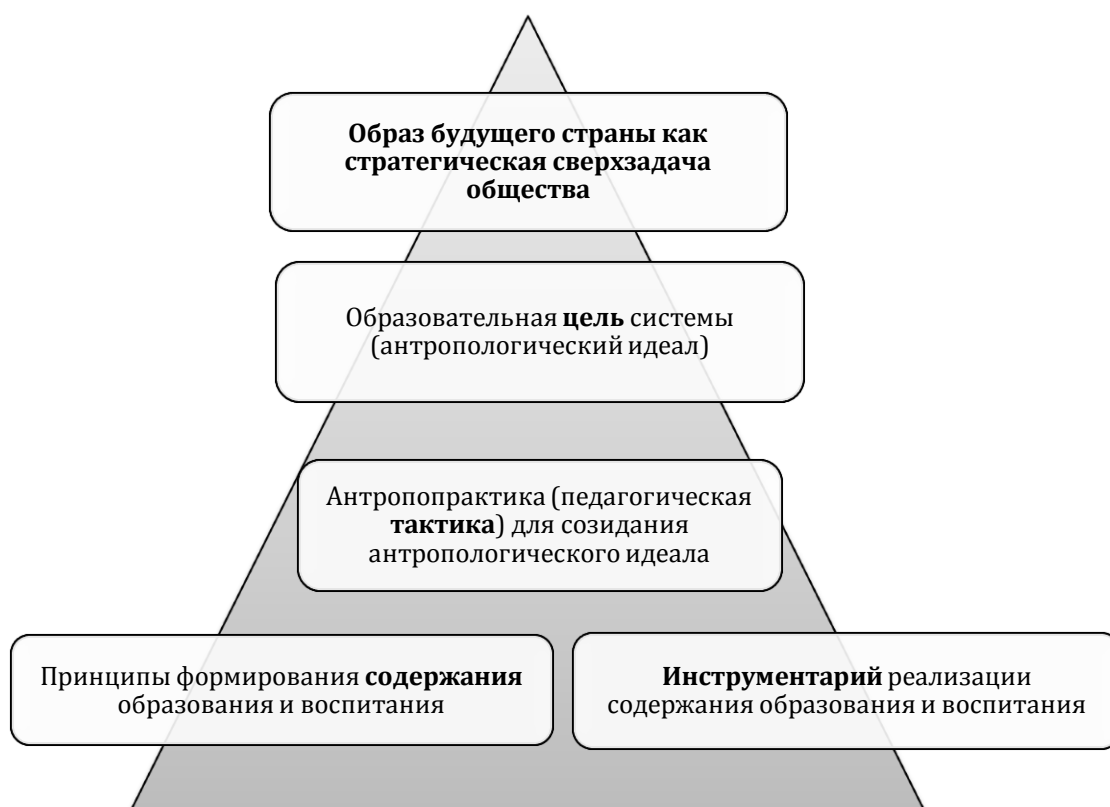 Образ будущего страны как
стратегическая сверхзадача
общества
Образовательная цель системы
(антропологический идеал)
Антропопрактика (педагогическая
тактика) для созидания
антропологического идеала
Принципы формирования содержания
образования и воспитания
Инструментарий реализации
содержания образования и воспитания